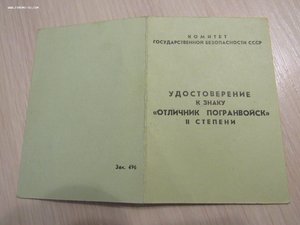 КОМИТЕТ
ГОСУДАРСТВЕННОЙ БЕЗОПАСНОСТИ СССР
УДОСТОВЕРЕНИЕ
К ЗНАКУ
«ОТЛИЧНИК ПОГРАНВОЙСК»
II СТЕПЕНИ
Зак. 496